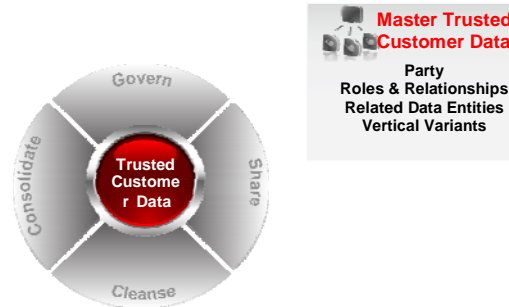 Govern
Consolidate
Trusted
Custome
r Data
Share
Cleanse
Master Trusted
Customer Data
Party
Roles & Relationships
Related Data Entities
Vertical Variants